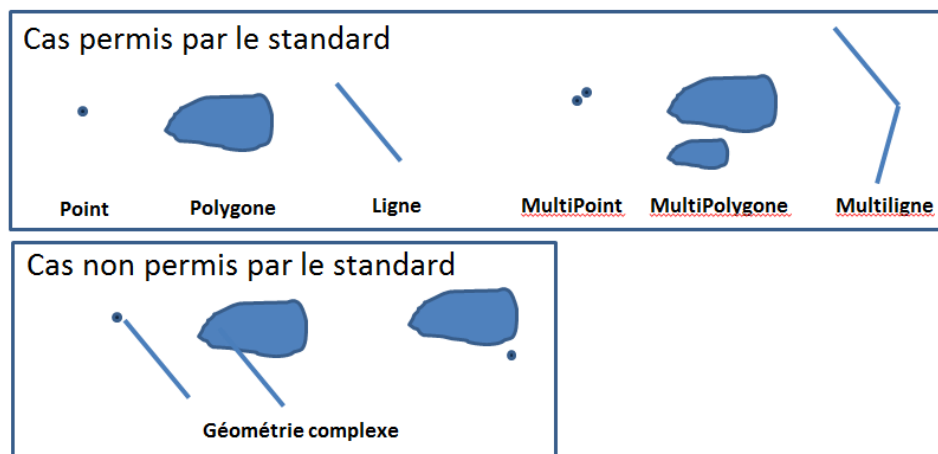 Cas permis par le standard
Point Polygone Ligne MultiPoint MultiPolygone Multiligne
Cas non permis par le standard
Géométrie complexe